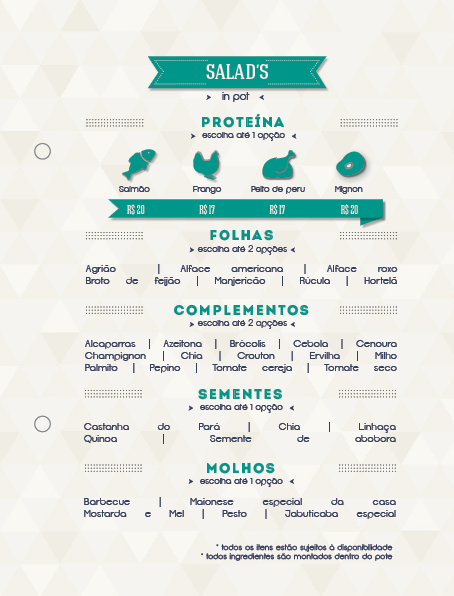 SALAD'S
in pot
PROTEÍNA
escolha até 1 opção
Salmão Frango Peito de peru Mignon
R$ 20 R$ 17 R$ 17 R$ 20
FOLHAS
escolha até 2 opções
Agrião | Alface americana | Alface roxo
Broto de feijão | Manjericão | Rúcula | Hortelã
COMPLEMENTOS
escolha até 2 opções
Alcaparras | Azeitona | Brócolis | Cebola | Cenoura
Champignon | Chia | Crouton | Ervilha | Milho
Palmito | Pepino | Tomate cereja | Tomate seco
SEMENTES
escolha até 1 opção
Castanha do Pará | Chia | Linhaça
Quinoa | Semente de abobora
MOLHOS
escolha até 1 opção
Barbecue | Maionese especial da casa
Mostarda e Mel | Pesto | Jabuticaba especial
* todos os itens estão sujeitos à disponiblidade
* todos ingredientes são montados dentro do pote